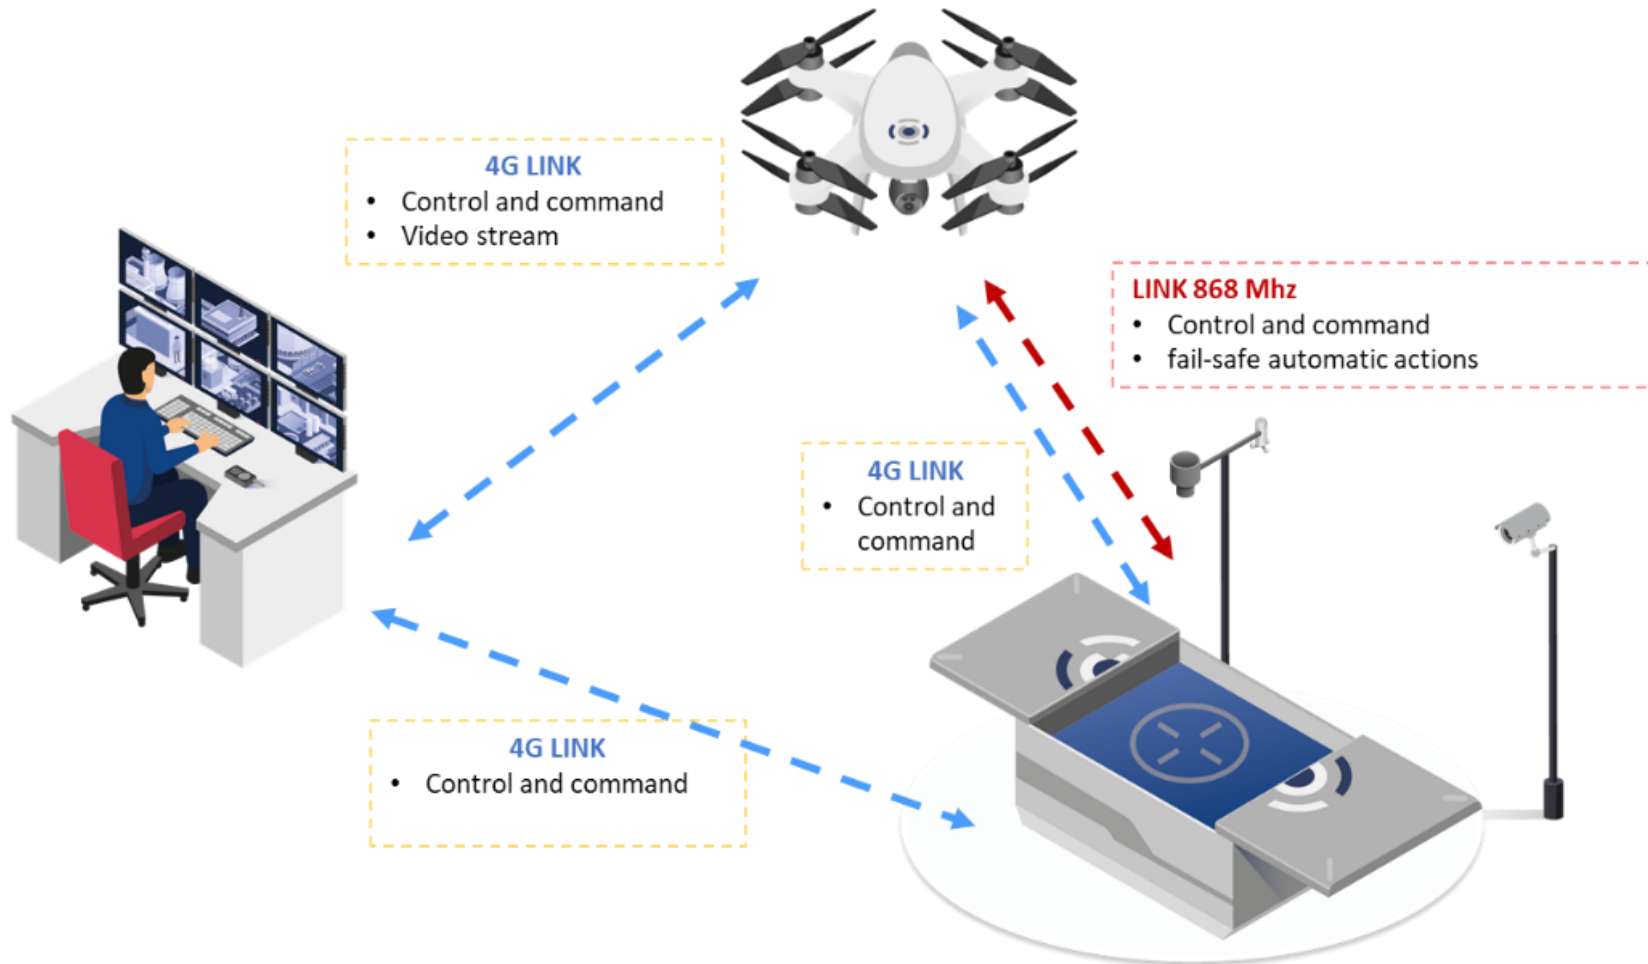 4G LINK
• Control and command
• Video stream
LINK 868 Mhz
• Control and command
• fail-safe automatic actions
4G LINK
• Control and
command
4G LINK
• Control and command